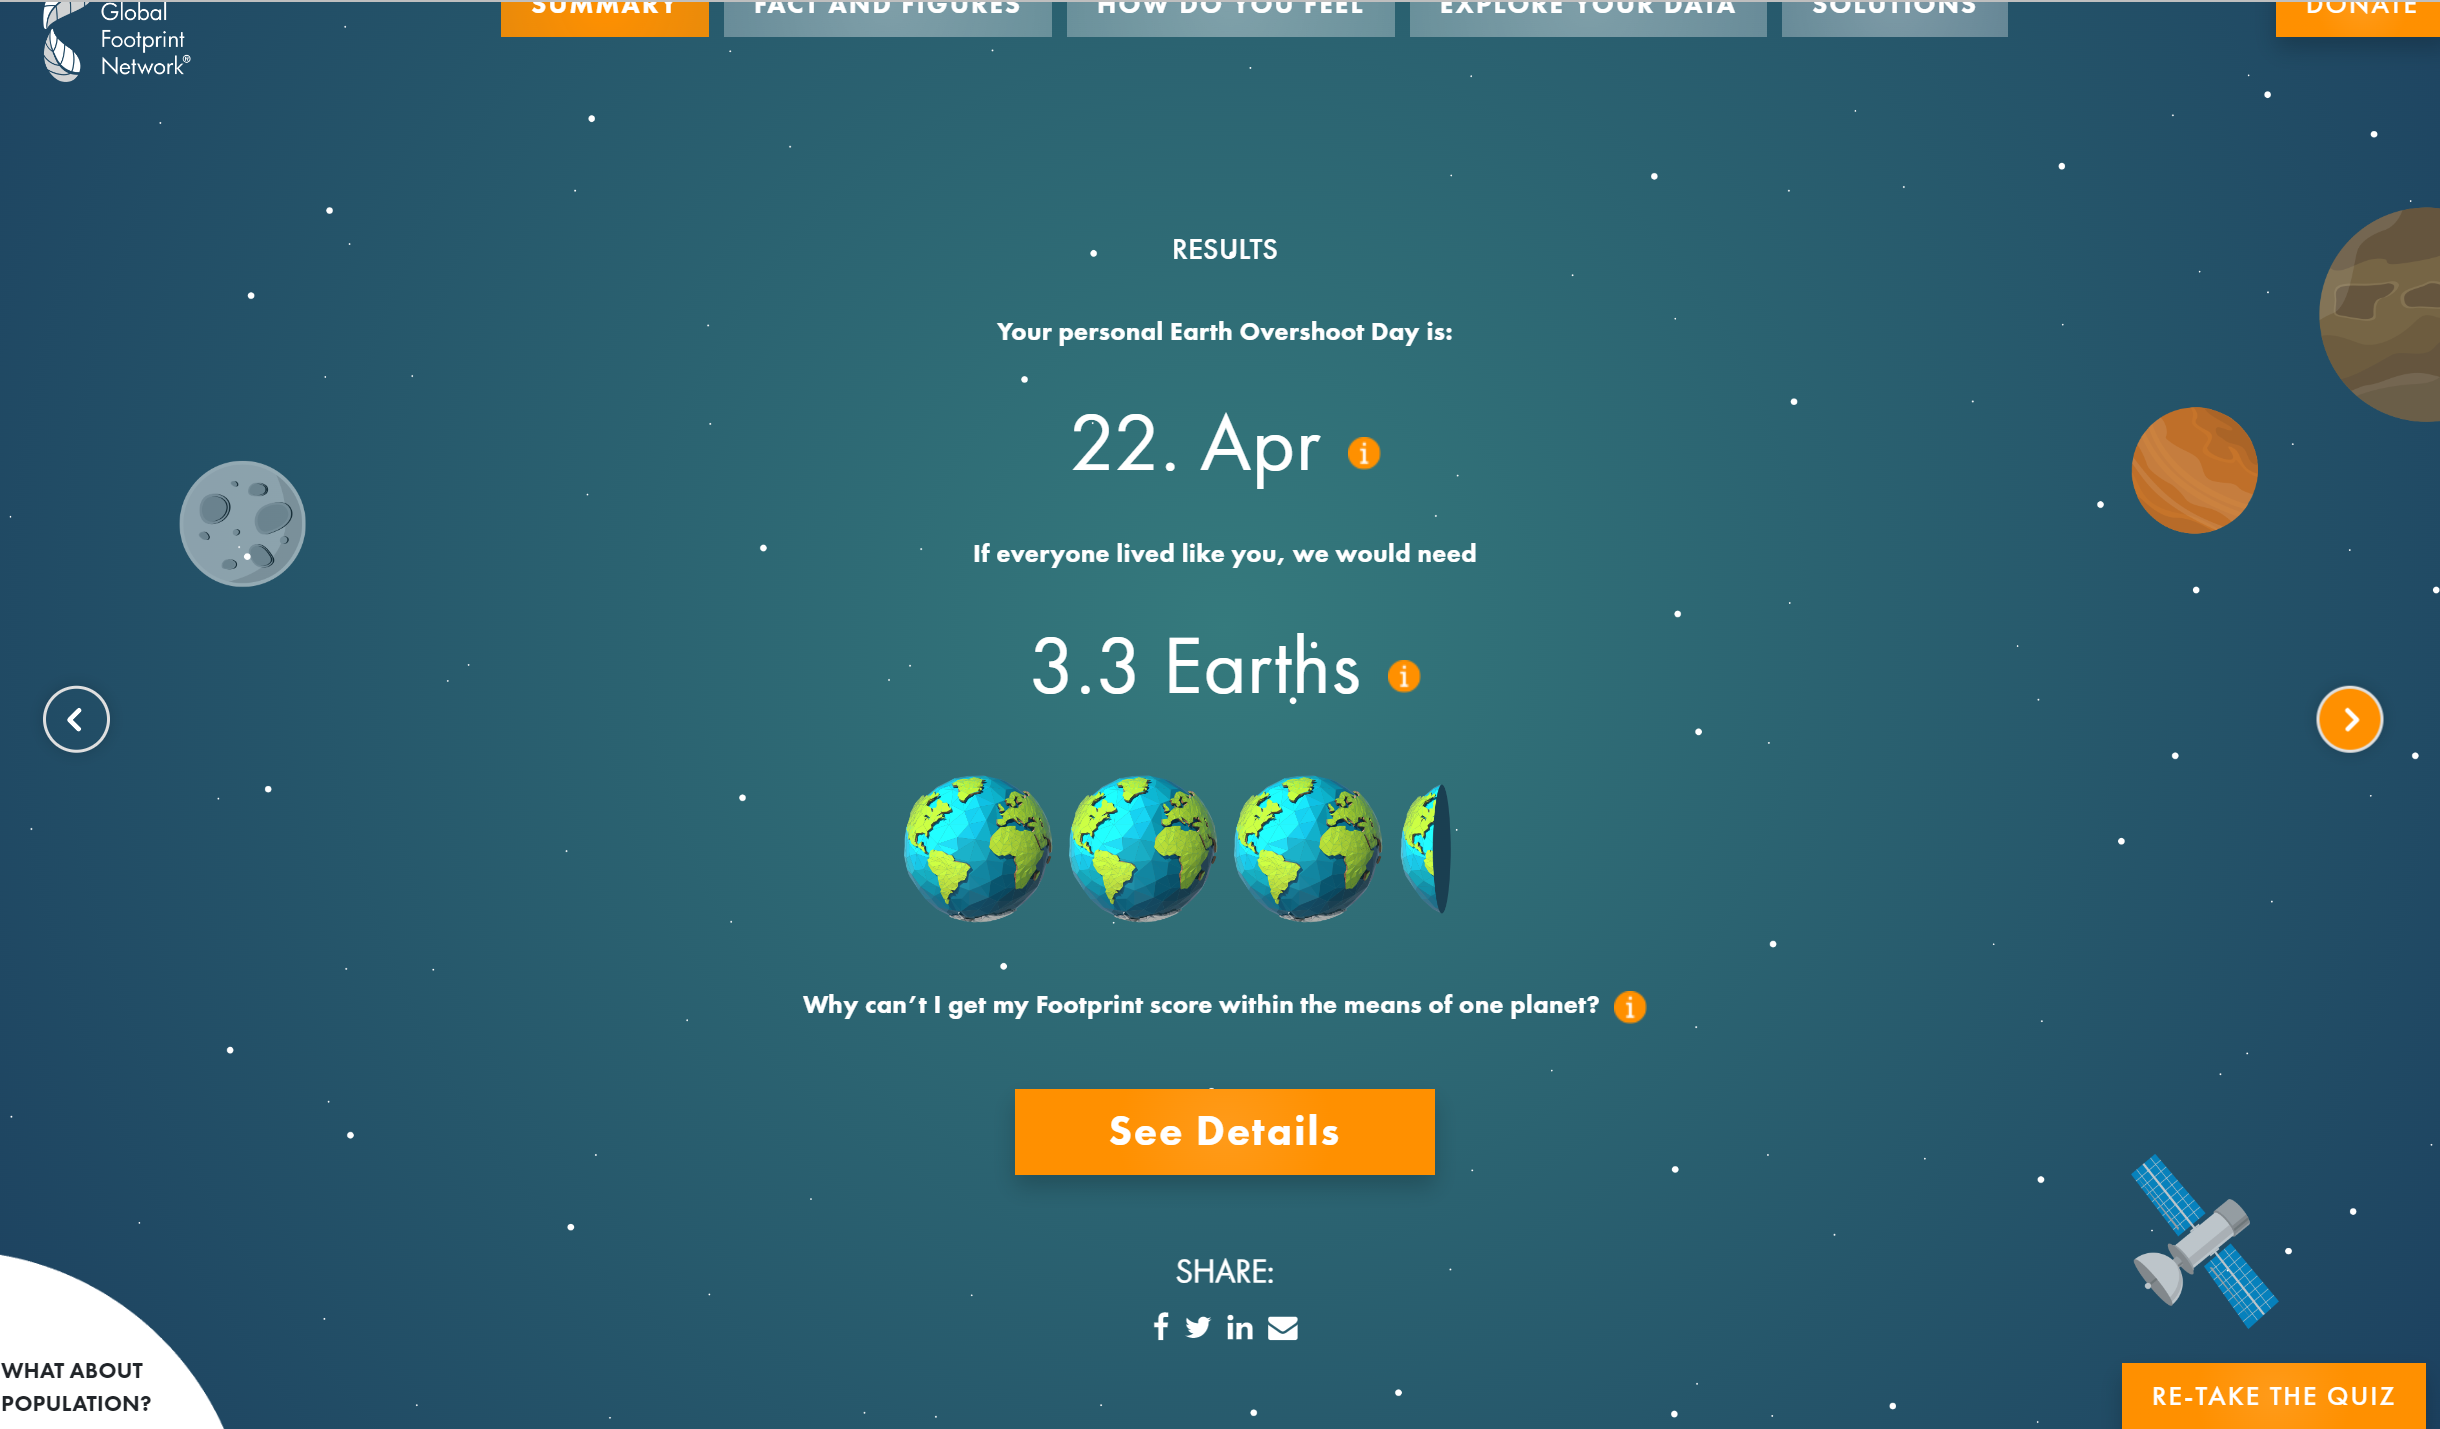 Global
Footprint
Network®
SUMMARY
FACT AND FIGURES
HOW DO YOU FEEL
EXPLORE YOUR DATA
SOLUTIONS
DONATE
RESULTS
Your personal Earth Overshoot Day is:
22. Apr i
If everyone lived like you, we would need
3.3 Earths i
Why can't I get my Footprint score within the means of one planet? i
See Details
SHARE:
WHAT ABOUT
POPULATION?
RE-TAKE THE QUIZ